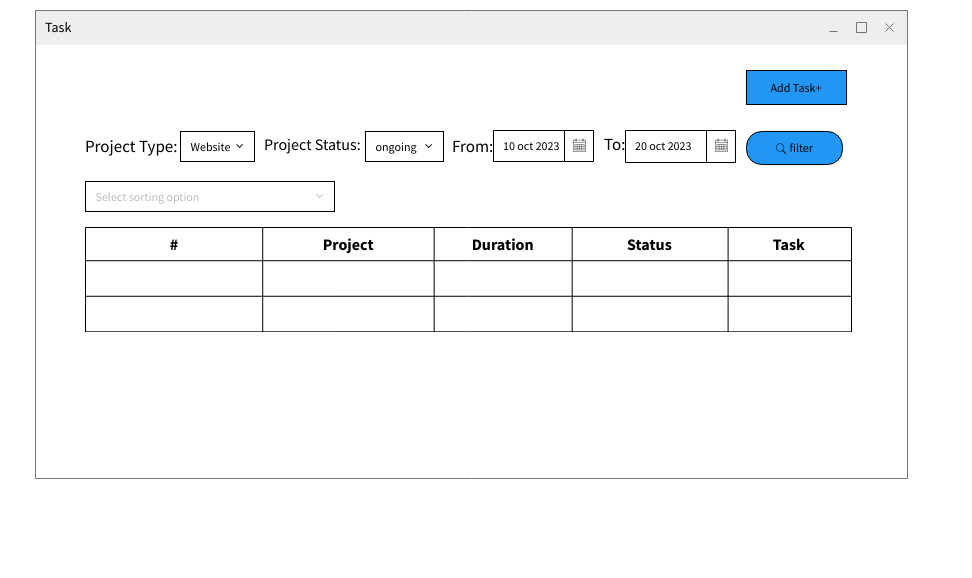 Task
Add Task+
Project Type: Website Project Status: ongoing From: 10 oct 2023 To: 20 oct 2023 filter
Select sorting option
# Project Duration Status Task